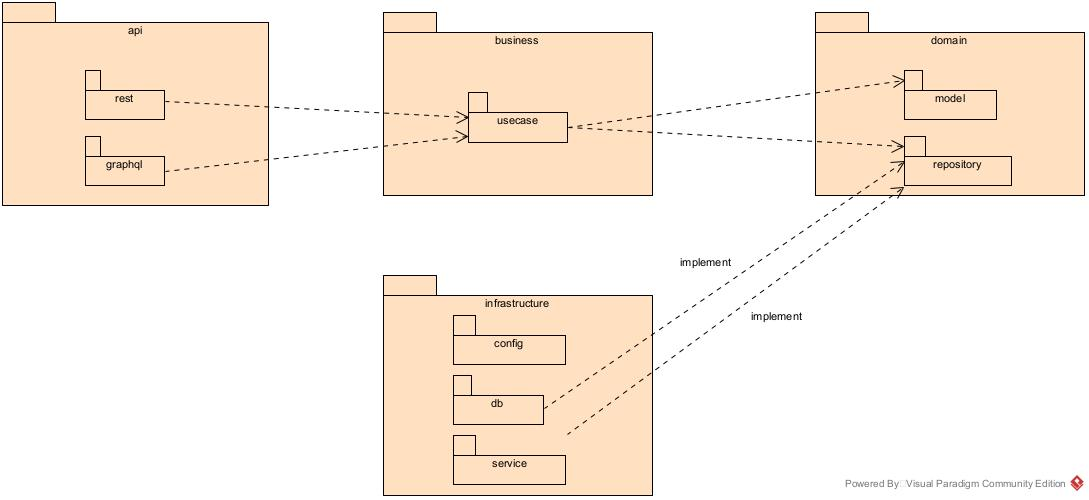 api
rest
graphql
business
usecase
domain
model
repository
implement
implement
infrastructure
config
db
service
Powered By Visual Paradigm Community Edition